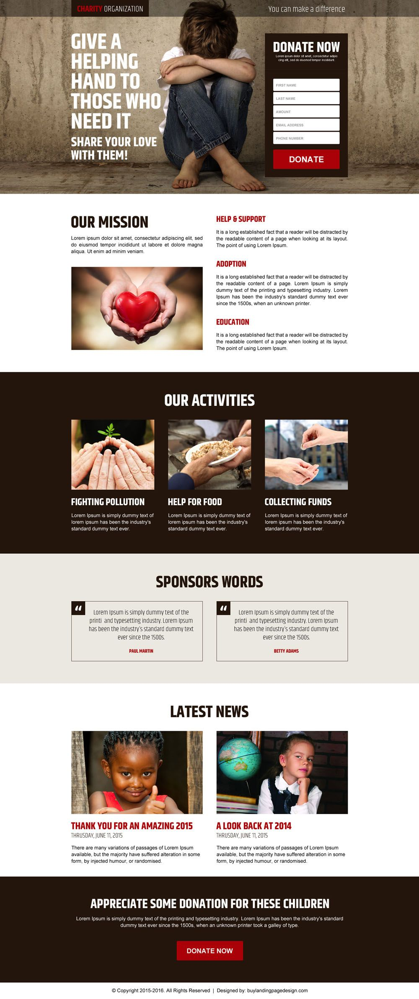 CHARITY ORGANIZATION
You can make a difference
GIVE A
HELPING
HAND TO
THOSE WHO
NEED IT
SHARE YOUR LOVE
WITH THEM!
DONATE NOW
Lorem ipsum dolor sit amet, consectetur adipis
cing elit, sed do eiusmod tempor incididunt.
FIRST NAME
LAST NAME
AMOUNT
EMAIL ADDRESS
PHONE NUMBER
DONATE
OUR MISSION
Lorem ipsum dolor sit amet, consectetur adipiscing elit, sed
do eiusmod tempor incididunt ut labore et dolore magna
aliqua. Ut enim ad minim veniam.
HELP & SUPPORT
It is a long established fact that a reader will be distracted by
the readable content of a page when looking at its layout.
The point of using Lorem Ipsum.
ADOPTION
It is a long established fact that a reader will be distracted by
the readable content of a page. Lorem Ipsum is simply
dummy text of the printing and typesetting industry. Lorem
Ipsum has been the industry's standard dummy text ever
since the 1500s, when an unknown printer.
EDUCATION
It is a long established fact that a reader will be distracted by
the readable content of a page when looking at its layout.
The point of using Lorem Ipsum.
OUR ACTIVITIES
FIGHTING POLLUTION
Lorem Ipsum is simply dummy text of
lorem ipsum has been the industry's
standard dummy text ever.
HELP FOR FOOD
Lorem Ipsum is simply dummy text of
lorem ipsum has been the industry's
standard dummy text ever.
COLLECTING FUNDS
Lorem Ipsum is simply dummy text of
lorem ipsum has been the industry's
standard dummy text ever.
SPONSORS WORDS
“
Lorem Ipsum is simply dummy text of the
printi and typesetting industry. Lorem Ipsum
has been the industry's standard dummy text
ever since the 1500s.
PAUL MARTIN
“
Lorem Ipsum is simply dummy text of the
printi and typesetting industry. Lorem Ipsum
has been the industry's standard dummy text
ever since the 1500s.
BETTY ADAMS
LATEST NEWS
THANK YOU FOR AN AMAZING 2015
THRUSDAY, JUNE 11, 2015
There are many variations of passages of Lorem Ipsum
available, but the majority have suffered alteration in some
form, by injected humour, or randomised.
A LOOK BACK AT 2014
THRUSDAY, JUNE 11, 2015
There are many variations of passages of Lorem Ipsum
available, but the majority have suffered alteration in some
form, by injected humour, or randomised.
APPRECIATE SOME DONATION FOR THESE CHILDREN
Lorem Ipsum is simply dummy text of the printing and typesetting industry. Lorem Ipsum has been the industry's standard
dummy text ever since the 1500s, when an unknown printer took a galley of type.
DONATE NOW
© Copyright 2015-2016. All Rights Reserved | Designed by: buylandingpagedesign.com